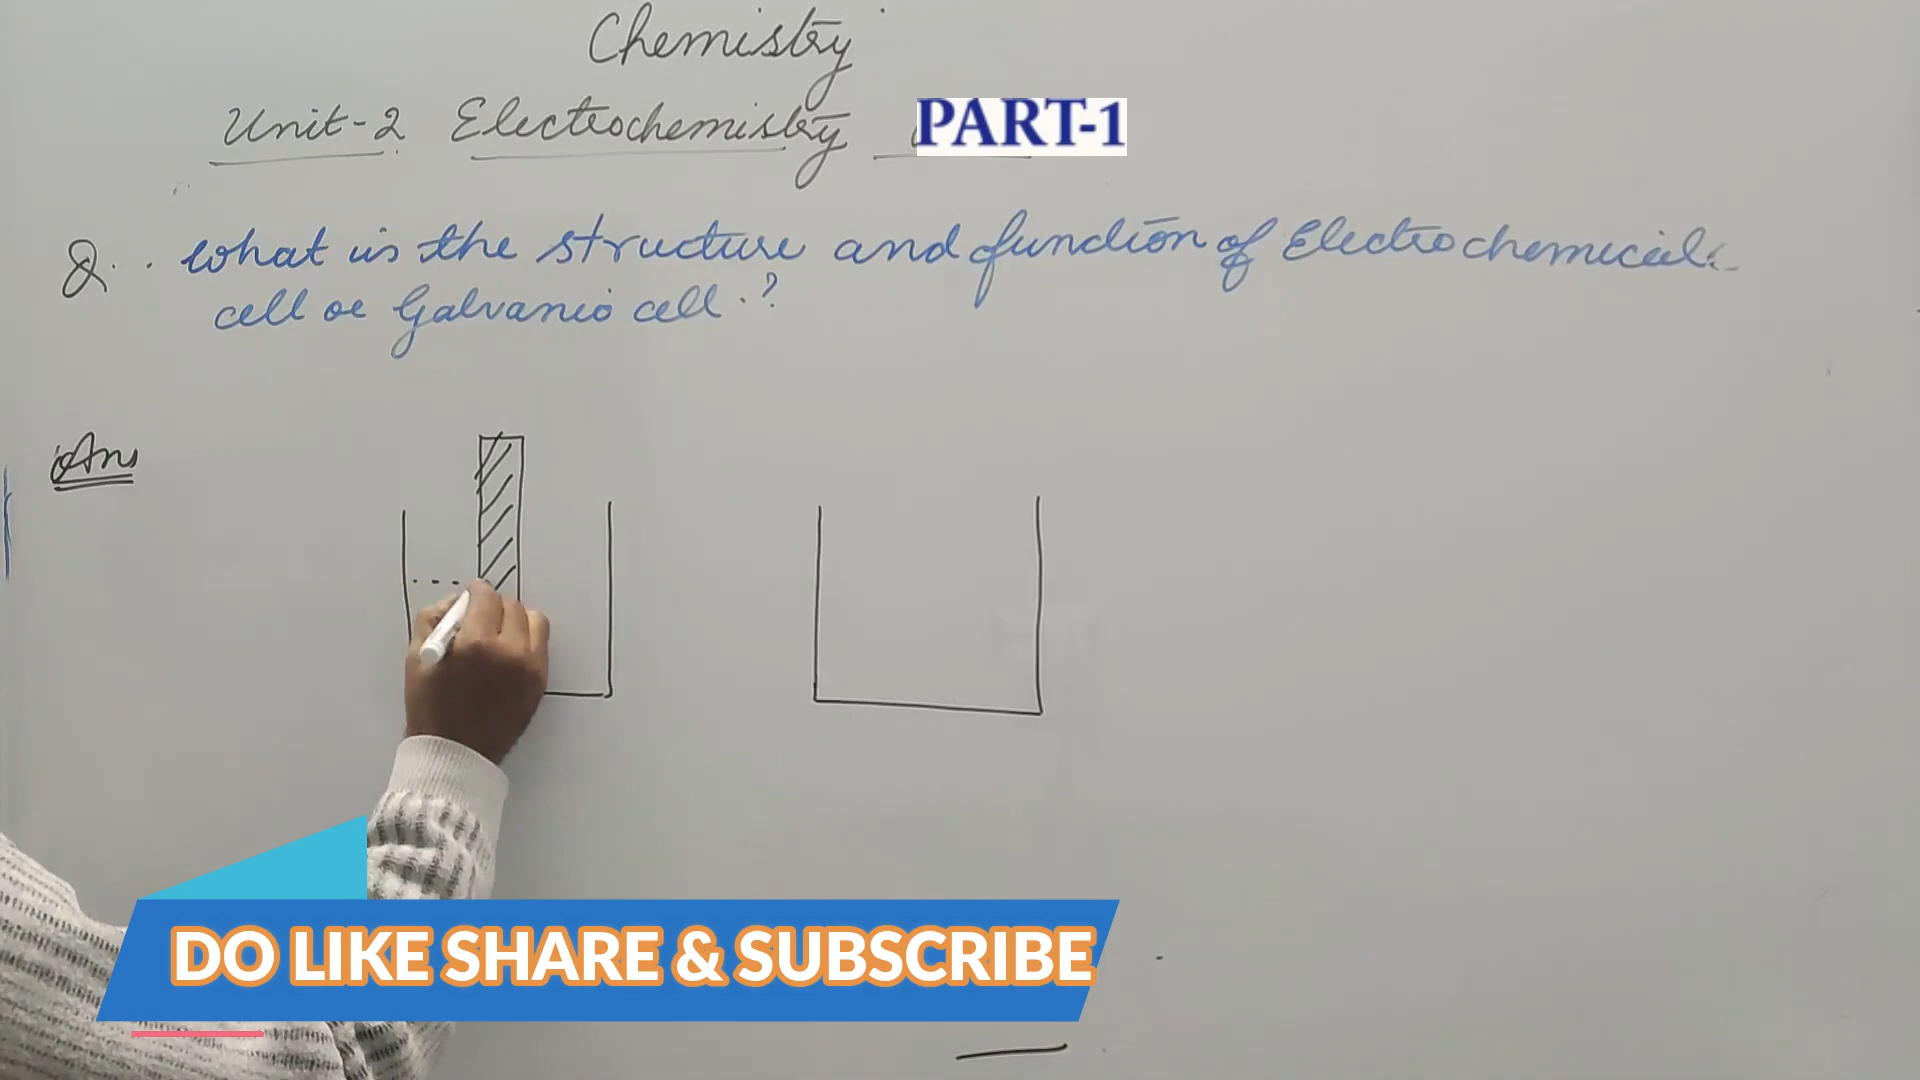 Chemistry
Unit-2 Electrochemistry PART-1
Q. What is the structure and function of Electrochemical
cell or Galvanic cell.?
Ans
DO LIKE SHARE & SUBSCRIBE